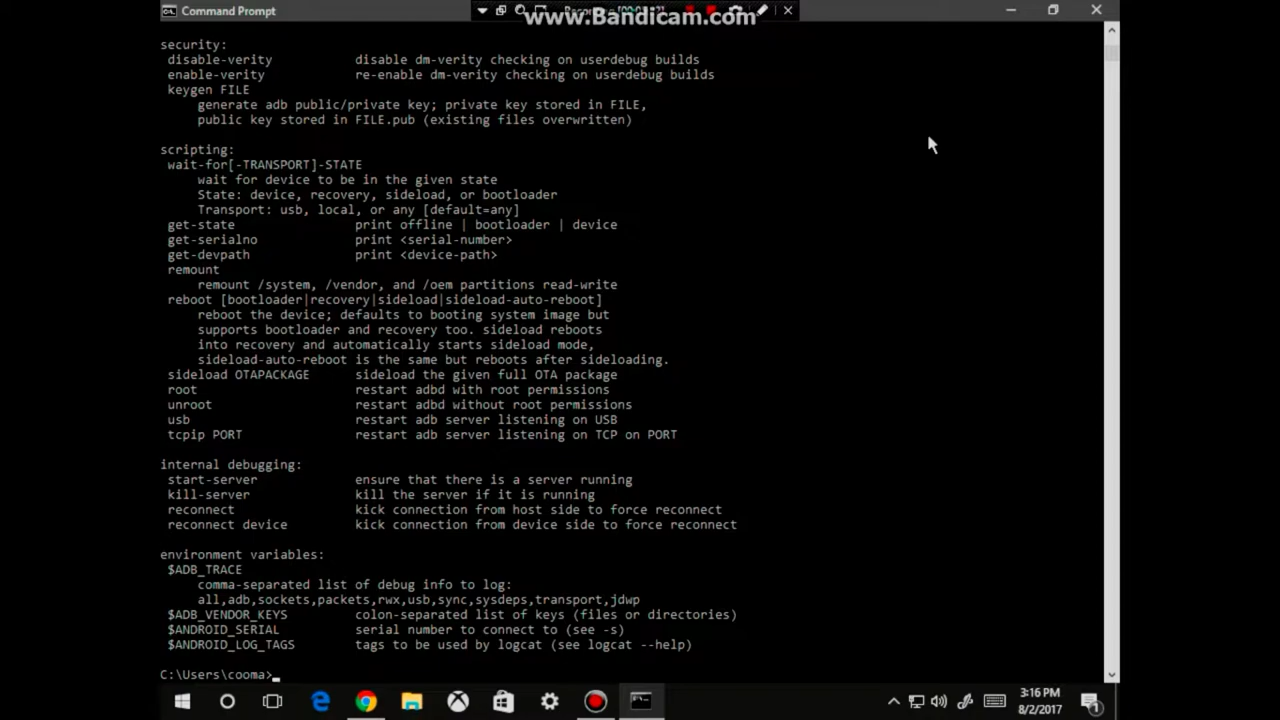 Command Prompt
www.Bandicam.com
security:
disable-verity disable dm-verity checking on userdebug builds
enable-verity re-enable dm-verity checking on userdebug builds
keygen FILE
generate adb public/private key; private key stored in FILE,
public key stored in FILE.pub (existing files overwritten)
scripting:
wait-for[-TRANSPORT]-STATE
wait for device to be in the given state
State: device, recovery, sideload, or bootloader
Transport: usb, local, or any [default=any]
get-state print offline | bootloader | device
get-serialno print <serial-number>
get-devpath print <device-path>
remount
remount /system, /vendor, and /oem partitions read-write
reboot [bootloader|recovery|sideload|sideload-auto-reboot]
reboot the device; defaults to booting system image but
supports bootloader and recovery too. sideload reboots
into recovery and automatically starts sideload mode,
sideload-auto-reboot is the same but reboots after sideloading.
sideload OTAPACKAGE sideload the given full OTA package
root restart adbd with root permissions
unroot restart adbd without root permissions
usb restart adb server listening on USB
tcpip PORT restart adb server listening on TCP on PORT
internal debugging:
start-server ensure that there is a server running
kill-server kill the server if it is running
reconnect kick connection from host side to force reconnect
reconnect device kick connection from device side to force reconnect
environment variables:
$ADB_TRACE
comma-separated list of debug info to log:
all,adb,sockets,packets,rwx,usb,sync,sysdeps,transport,jdwp
$ADB_VENDOR_KEYS colon-separated list of keys (files or directories)
$ANDROID_SERIAL serial number to connect to (see -s)
$ANDROID_LOG_TAGS tags to be used by logcat (see logcat --help)
C:\Users\cooma>
3:16 PM
8/2/2017
1